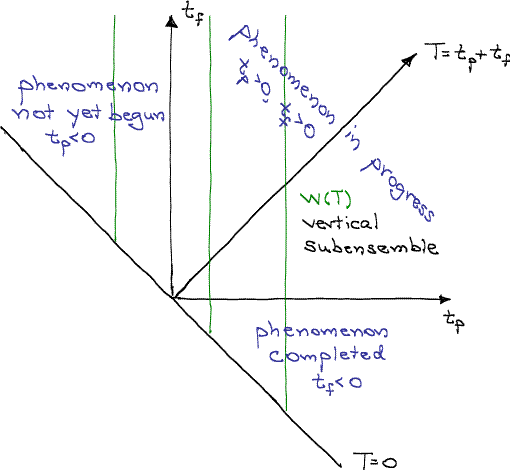 t_f
T = t_p + t_f
phenomenon
not yet begun
t_p < 0
phenomenon in progress
t_p > 0, t_f > 0
W(T)
vertical
subensemble
t_p
phenomenon
completed
t_f < 0
T = 0